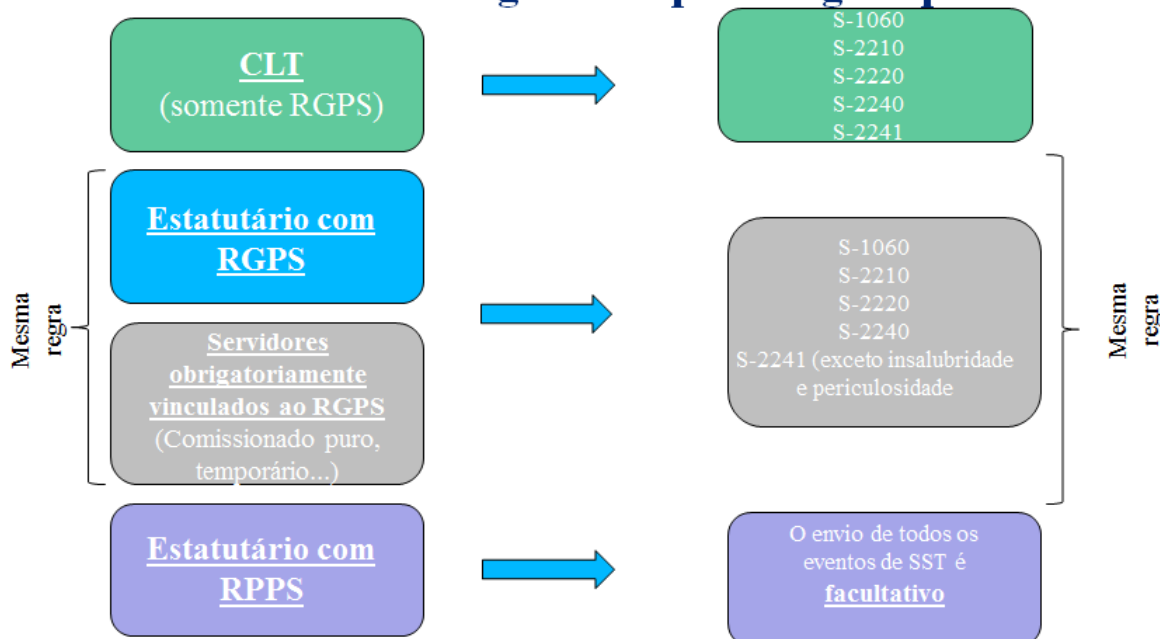 CLT
(somente RGPS)
S-1060
S-2210
S-2220
S-2240
S-2241
Mesma
regra
Estatutário com
RGPS
Servidores
obrigatoriamente
vinculados ao RGPS
(Comissionado puro,
temporário...)
S-1060
S-2210
S-2220
S-2240
S-2241 (exceto insalubridade
e periculosidade
Mesma
regra
Estatutário com
RPPS
O envio de todos os
eventos de SST é
facultativo